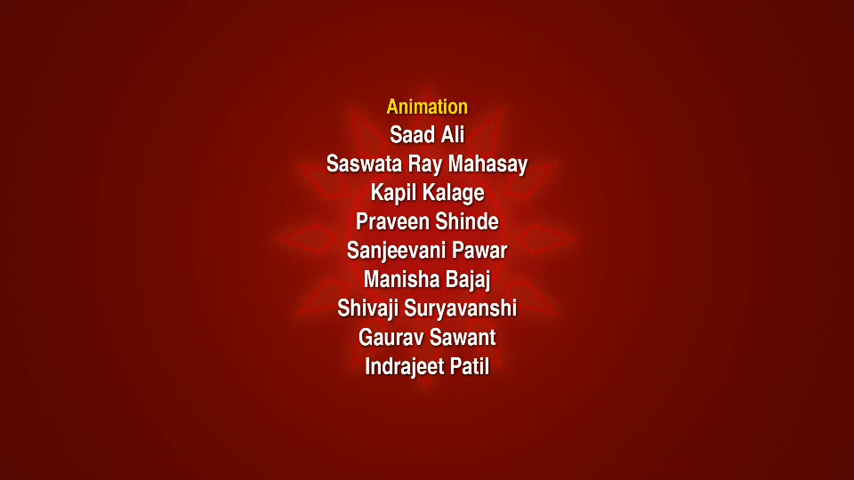 Animation
Saad Ali
Saswata Ray Mahasay
Kapil Kalage
Praveen Shinde
Sanjeevani Pawar
Manisha Bajaj
Shivaji Suryavanshi
Gaurav Sawant
Indrajeet Patil